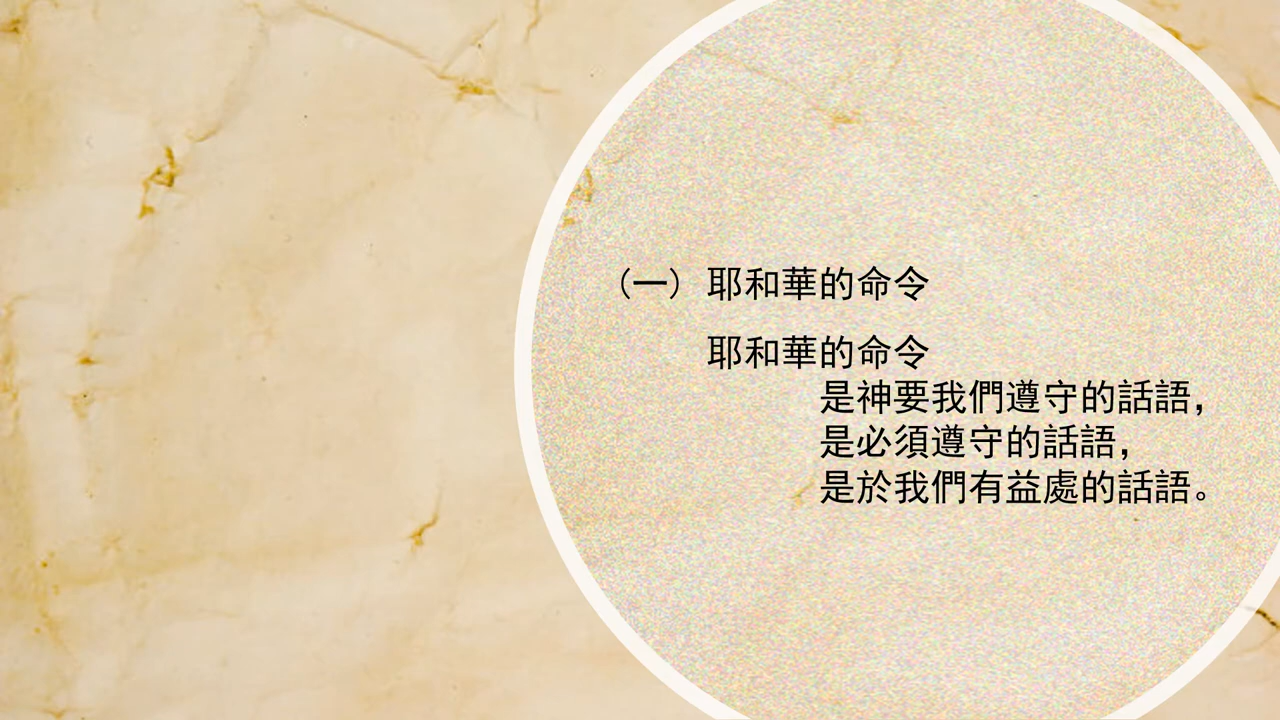 （一）耶和華的命令
耶和華的命令
是神要我們遵守的話語，
是必須遵守的話語，
是於我們有益處的話語。